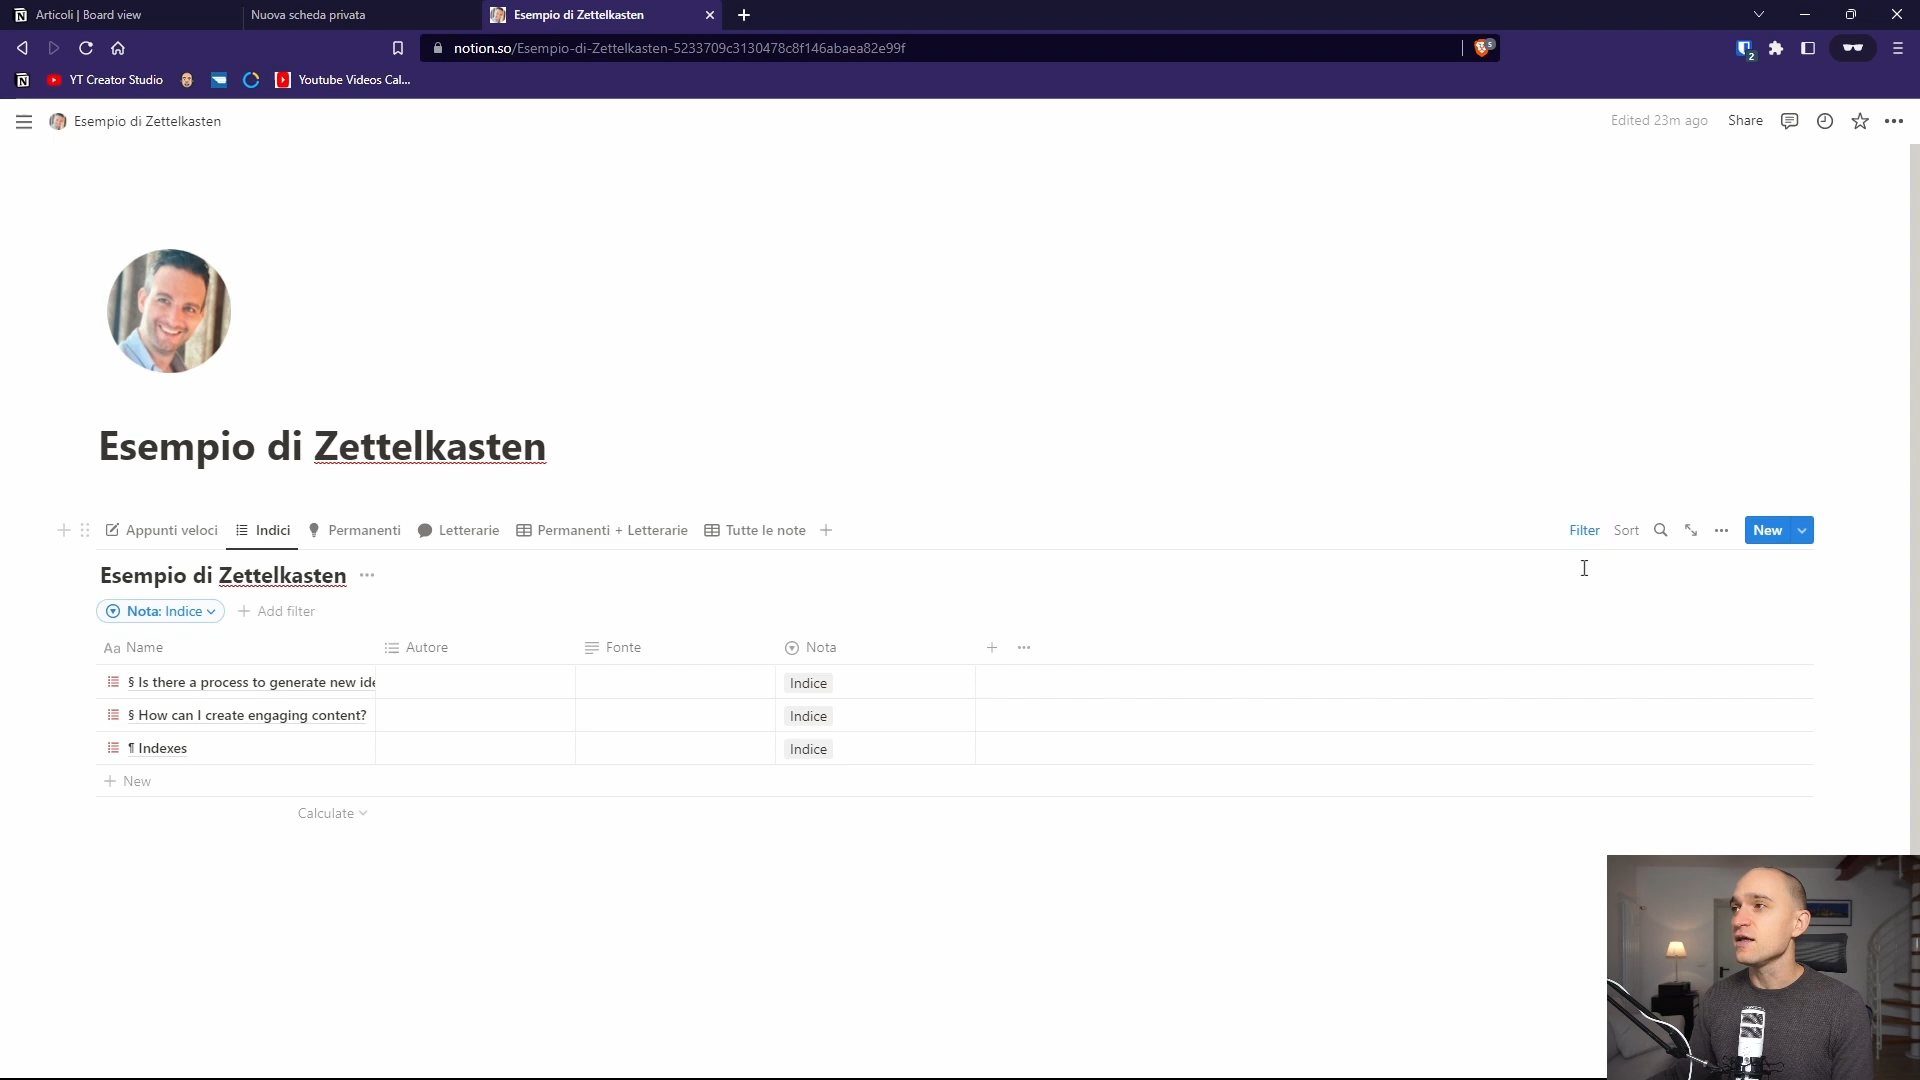 Articoli | Board view
Nuova scheda privata
Esempio di Zettelkasten
notion.so/Esempio-di-Zettelkasten-5233709c3130478c8f146abaea82e99f
5
2
YT Creator Studio
Youtube Videos Cal...
Esempio di Zettelkasten
Edited 23m ago
Share
Esempio di Zettelkasten
Appunti veloci
Indici
Permanenti
Letterarie
Permanenti + Letterarie
Tutte le note
Filter
Sort
New
Esempio di Zettelkasten
Nota: Indice
Add filter
Aa Name
Autore
Fonte
Nota
§ Is there a process to generate new ide
Indice
§ How can I create engaging content?
Indice
¶ Indexes
Indice
New
Calculate